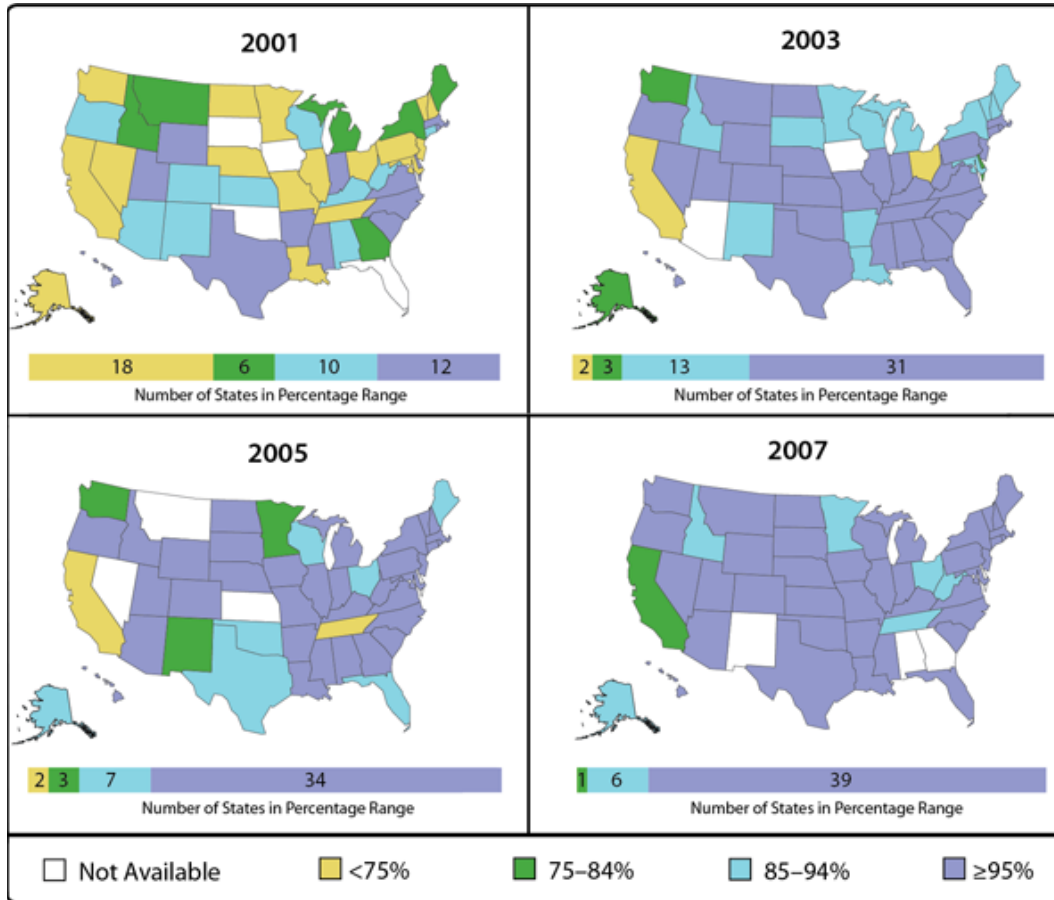 2001
18 6 10 12
Number of States in Percentage Range
2003
2 3 13 31
Number of States in Percentage Range
2005
2 3 7 34
Number of States in Percentage Range
2007
1 6 39
Number of States in Percentage Range
Not Available <75% 75–84% 85–94% ≥95%